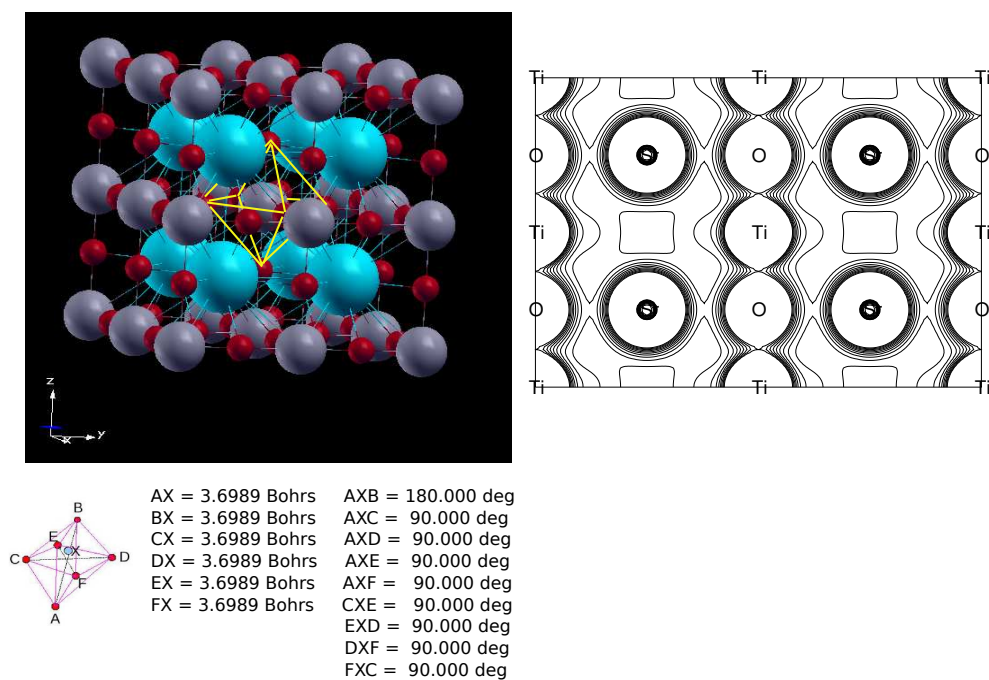 Ti Ti Ti
O O O
Ti Ti Ti
O O O
Ti Ti Ti
z
x y
AX = 3.6989 Bohrs
BX = 3.6989 Bohrs
CX = 3.6989 Bohrs
DX = 3.6989 Bohrs
EX = 3.6989 Bohrs
FX = 3.6989 Bohrs
AXB = 180.000 deg
AXC = 90.000 deg
AXD = 90.000 deg
AXE = 90.000 deg
AXF = 90.000 deg
CXE = 90.000 deg
EXD = 90.000 deg
DXF = 90.000 deg
FXC = 90.000 deg
B
E X
C D
F
A